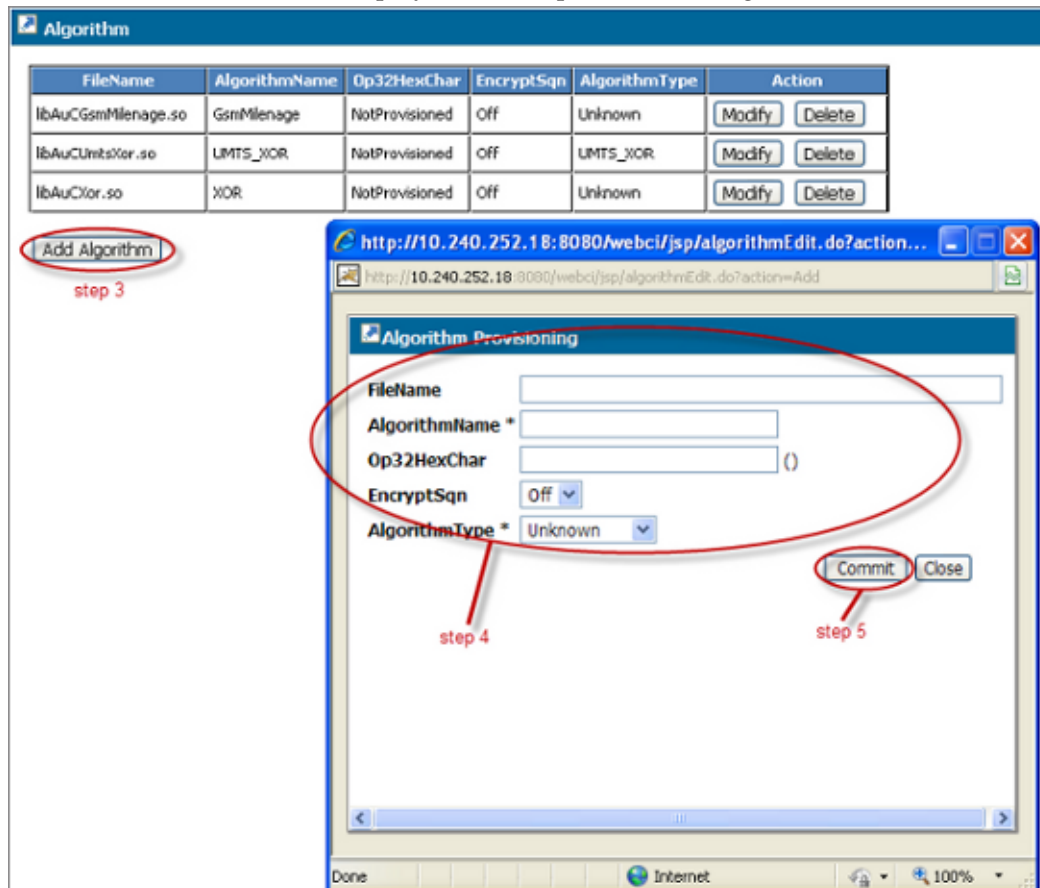 Algorithm
FileName AlgorithmName Op32HexChar EncryptSqn AlgorithmType Action
libAuCGsmMilenage.so GsmMilenage NotProvisioned Off Unknown Modify Delete
libAuCUmtsXor.so UMTS_XOR NotProvisioned Off UMTS_XOR Modify Delete
libAuCXor.so XOR NotProvisioned Off Unknown Modify Delete
Add Algorithm
step 3
http://10.240.252.18:8080/webci/jsp/algorithmEdit.do?action...
http://10.240.252.18:8080/webci/jsp/algorithmEdit.do?action=Add
Algorithm Provisioning
FileName
AlgorithmName *
Op32HexChar ()
EncryptSqn Off
AlgorithmType * Unknown
Commit Close
step 4
step 5
Done Internet 100%